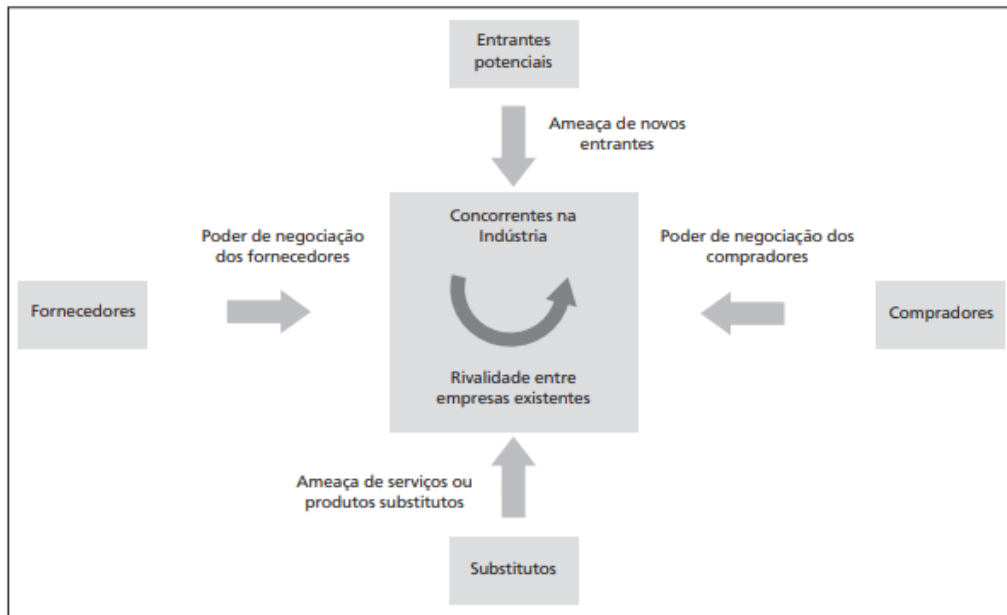 Entrantes
potenciais
Ameaça de novos
entrantes
Concorrentes na
Indústria
Poder de negociação
dos fornecedores
Poder de negociação dos
compradores
Fornecedores
Compradores
Rivalidade entre
empresas existentes
Ameaça de serviços ou
produtos substitutos
Substitutos